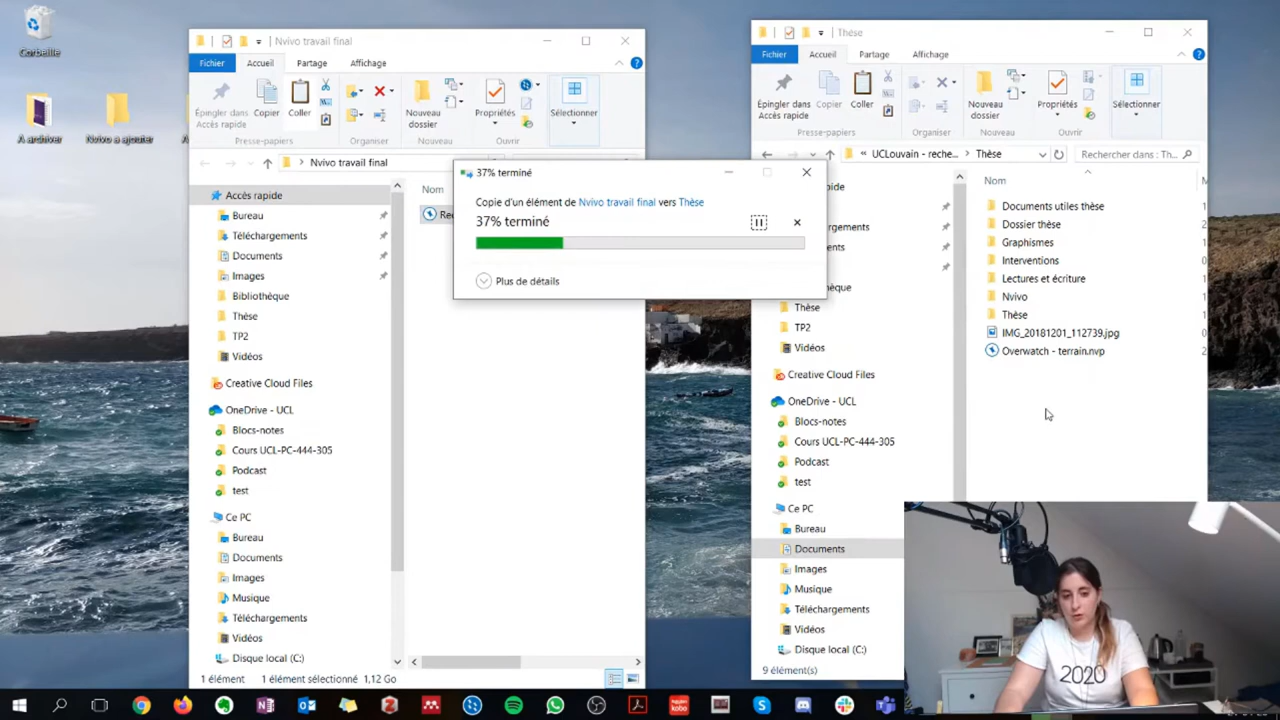 Corbeille
A archiver
Nvivo a ajouter
Nvivo travail final
Fichier
Accueil
Partage
Affichage
Épingler dans
Accès rapide
Copier
Coller
Presse-papiers
Organiser
Nouveau
dossier
Nouveau
Propriétés
Ouvrir
Sélectionner
Nvivo travail final
Nom
Accès rapide
Bureau
Téléchargements
Documents
Images
Bibliothèque
Thèse
TP2
Vidéos
Creative Cloud Files
OneDrive - UCL
Blocs-notes
Cours UCL-PC-444-305
Podcast
test
Ce PC
Bureau
Documents
Images
Musique
Téléchargements
Vidéos
Disque local (C:)
1 élément
1 élément sélectionné 1,12 Go
37% terminé
Copie d'un élément de Nvivo travail final vers Thèse
37% terminé
Plus de détails
Thèse
Fichier
Accueil
Partage
Affichage
Épingler dans
Accès rapide
Copier
Coller
Presse-papiers
Organiser
Nouveau
dossier
Nouveau
Propriétés
Ouvrir
Sélectionner
« UCLouvain - reche...
Thèse
Rechercher dans : Th...
Nom
Documents utiles thèse
Dossier thèse
Graphismes
Interventions
Lectures et écriture
Nvivo
Thèse
IMG_20181201_112739.jpg
Overwatch - terrain.nvp
Thèse
TP2
Vidéos
Creative Cloud Files
OneDrive - UCL
Blocs-notes
Cours UCL-PC-444-305
Podcast
test
Ce PC
Bureau
Documents
Images
Musique
Téléchargements
Vidéos
Disque local (C:)
9 élément(s)
2020